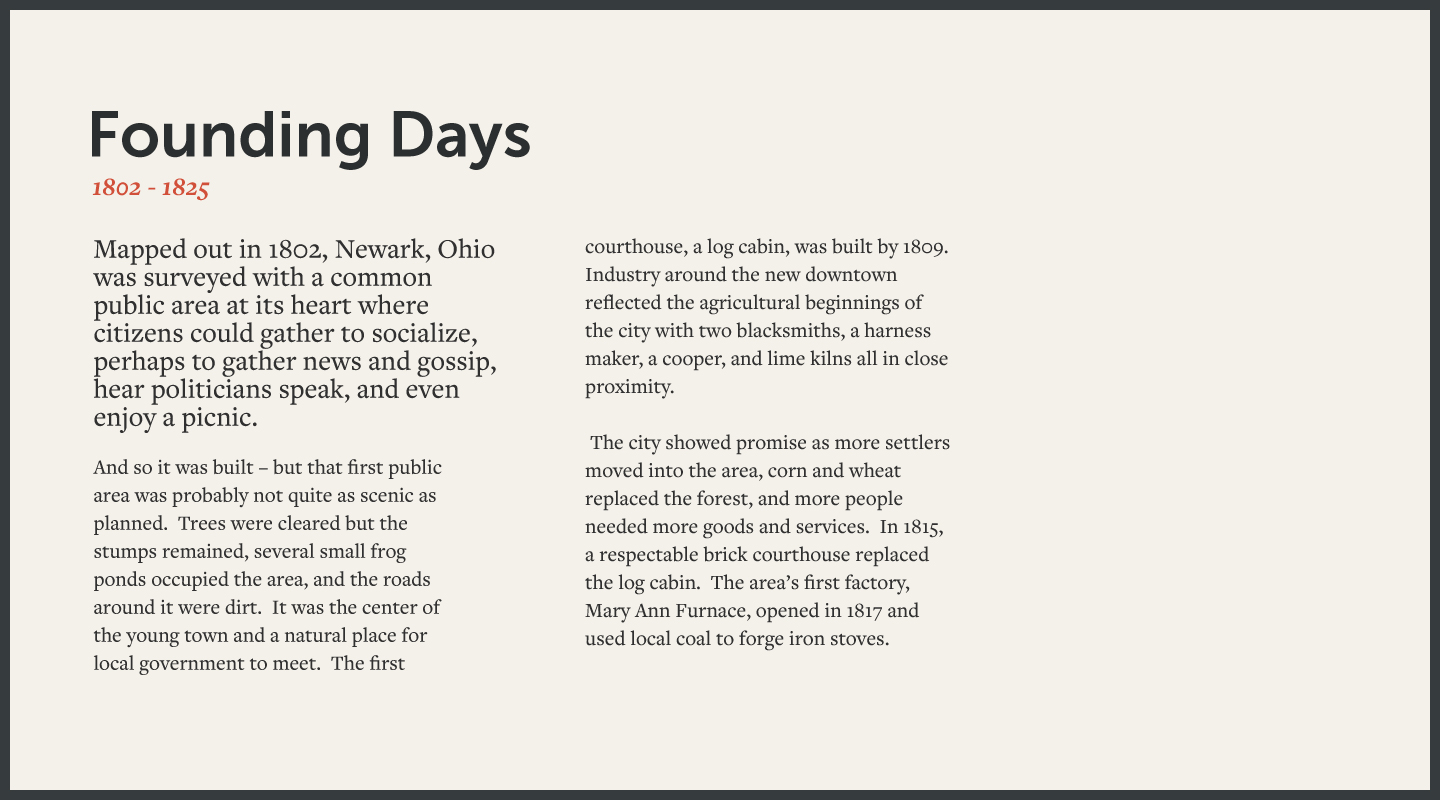 Founding Days
1802 - 1825
Mapped out in 1802, Newark, Ohio
was surveyed with a common
public area at its heart where
citizens could gather to socialize,
perhaps to gather news and gossip,
hear politicians speak, and even
enjoy a picnic.
And so it was built – but that first public
area was probably not quite as scenic as
planned.  Trees were cleared but the
stumps remained, several small frog
ponds occupied the area, and the roads
around it were dirt.  It was the center of
the young town and a natural place for
local government to meet.  The first
courthouse, a log cabin, was built by 1809.
Industry around the new downtown
reflected the agricultural beginnings of
the city with two blacksmiths, a harness
maker, a cooper, and lime kilns all in close
proximity.
The city showed promise as more settlers
moved into the area, corn and wheat
replaced the forest, and more people
needed more goods and services.  In 1815,
a respectable brick courthouse replaced
the log cabin.  The area’s first factory,
Mary Ann Furnace, opened in 1817 and
used local coal to forge iron stoves.